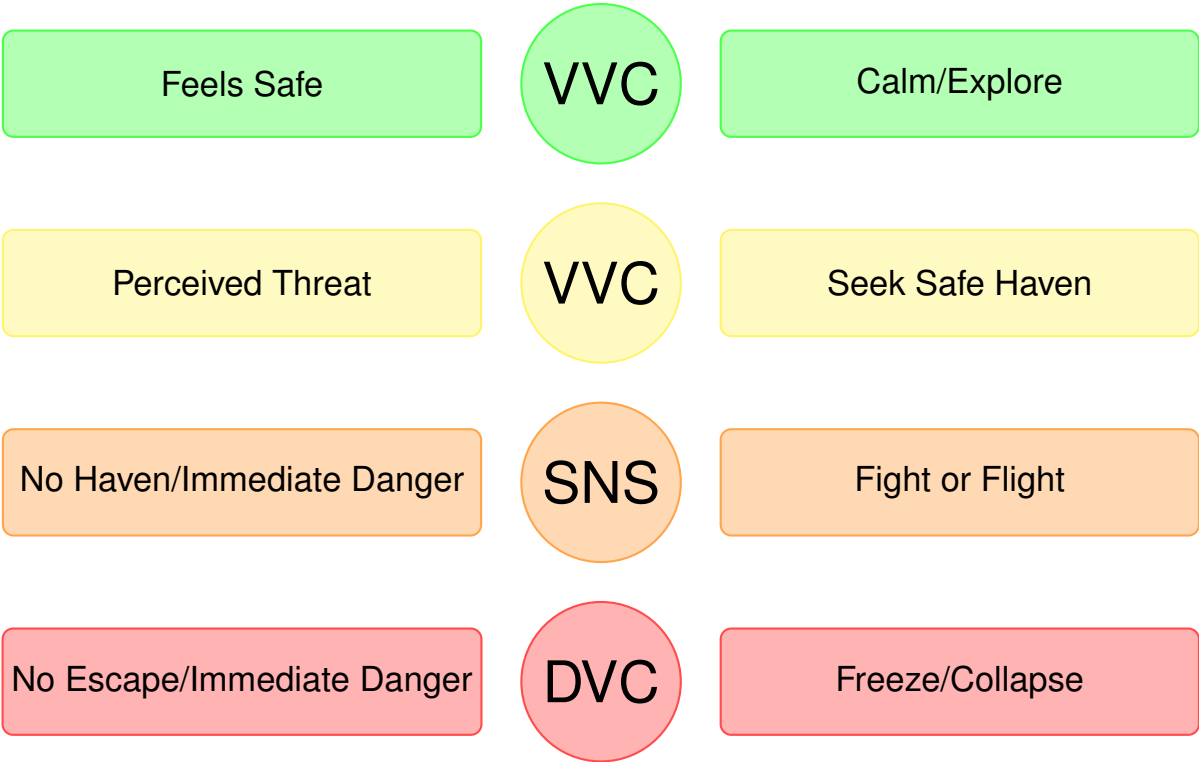 Feels Safe
VVC
Calm/Explore
Perceived Threat
VVC
Seek Safe Haven
No Haven/Immediate Danger
SNS
Fight or Flight
No Escape/Immediate Danger
DVC
Freeze/Collapse